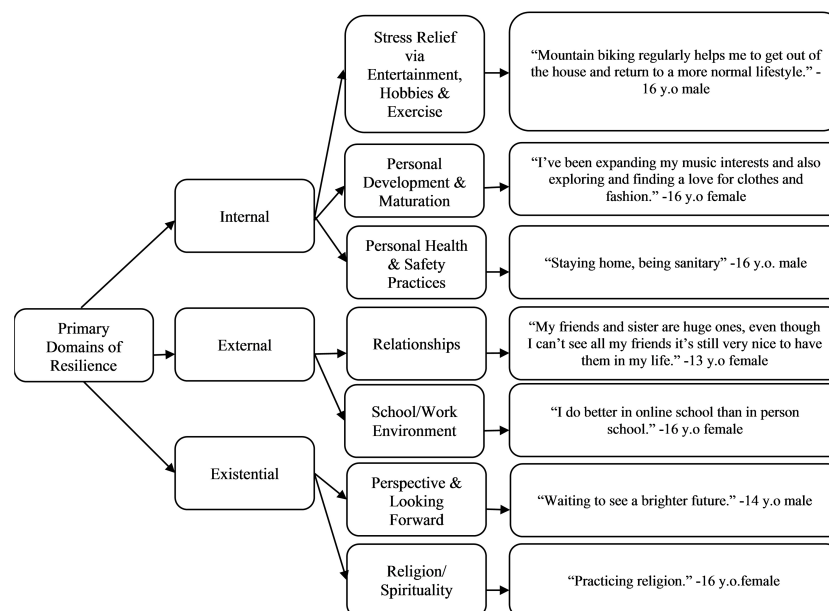 Stress Relief
via
Entertainment,
Hobbies &
Exercise
“Mountain biking regularly helps me to get out of
the house and return to a more normal lifestyle.” -
16 y.o male
Personal
Development &
Maturation
“I’ve been expanding my music interests and also
exploring and finding a love for clothes and
fashion.” -16 y.o female
Internal
Personal Health
& Safety
Practices
“Staying home, being sanitary” -16 y.o. male
Primary
Domains of
Resilience
External
Relationships
“My friends and sister are huge ones, even though
I can’t see all my friends it’s still very nice to have
them in my life.” -13 y.o female
School/Work
Environment
“I do better in online school than in person
school.” -16 y.o female
Existential
Perspective &
Looking
Forward
“Waiting to see a brighter future.” -14 y.o male
Religion/
Spirituality
“Practicing religion.” -16 y.o.female